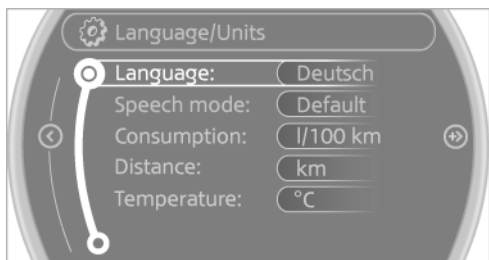 Language/Units
Language: Deutsch
Speech mode: Default
Consumption: l/100 km
Distance: km
Temperature: °C